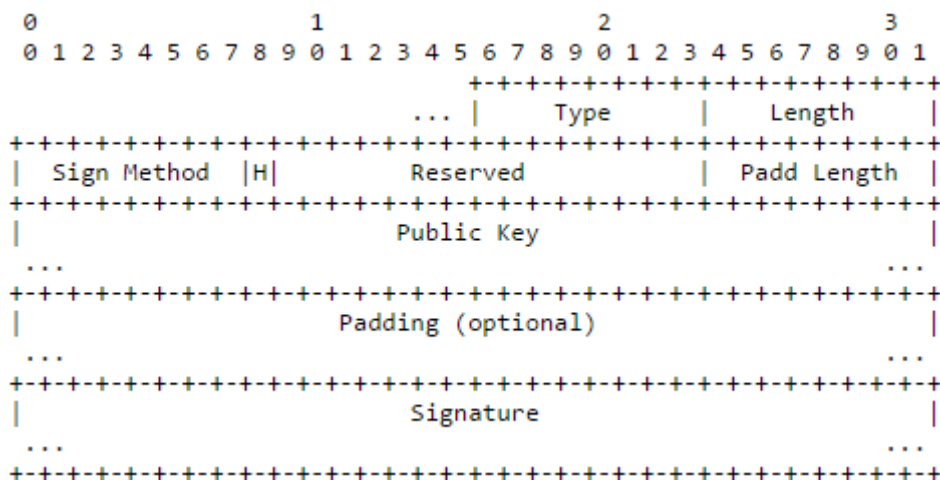 0                   1                   2                   3
 0 1 2 3 4 5 6 7 8 9 0 1 2 3 4 5 6 7 8 9 0 1 2 3 4 5 6 7 8 9 0 1
                                +-+-+-+-+-+-+-+-+-+-+-+-+-+-+-+-+
                            ... |     Type      |    Length     |
+-+-+-+-+-+-+-+-+-+-+-+-+-+-+-+-+-+-+-+-+-+-+-+-+-+-+-+-+-+-+-+-+
|  Sign Method  |H|         Reserved            |  Padd Length  |
+-+-+-+-+-+-+-+-+-+-+-+-+-+-+-+-+-+-+-+-+-+-+-+-+-+-+-+-+-+-+-+-+
|                          Public Key                           |
 ...                                                         ...
+-+-+-+-+-+-+-+-+-+-+-+-+-+-+-+-+-+-+-+-+-+-+-+-+-+-+-+-+-+-+-+-+
|                      Padding (optional)                       |
 ...                                                         ...
+-+-+-+-+-+-+-+-+-+-+-+-+-+-+-+-+-+-+-+-+-+-+-+-+-+-+-+-+-+-+-+-+
|                           Signature                           |
 ...                                                         ...
+-+-+-+-+-+-+-+-+-+-+-+-+-+-+-+-+-+-+-+-+-+-+-+-+-+-+-+-+-+-+-+-+